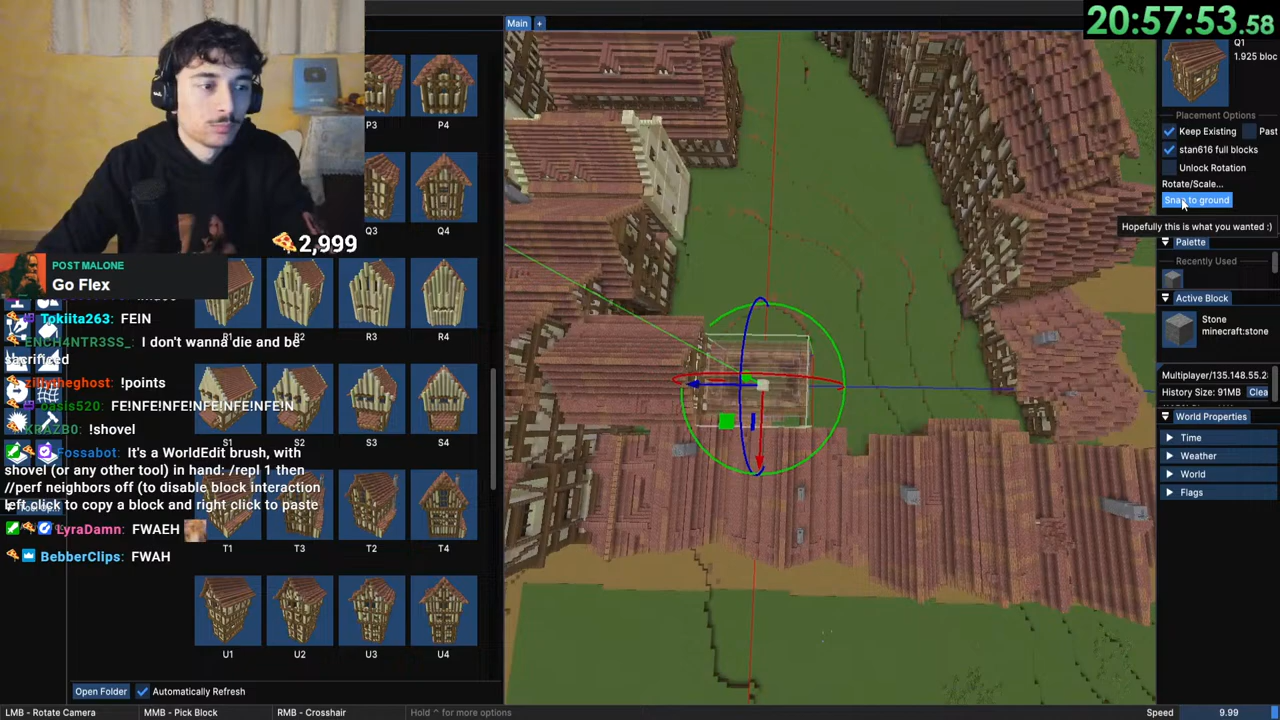 20:57:53.58
Main +
Q1
1.925 bloc
Placement Options
Keep Existing Past
stan616 full blocks
Unlock Rotation
Rotate/Scale...
Snap to ground
Hopefully this is what you wanted :)
Palette
Recently Used
Active Block
Stone
minecraft:stone
Multiplayer/135.148.55.2
History Size: 91MB Clea
World Properties
Time
Weather
World
Flags
P3 P4
Q3 Q4
R2 R3 R4
S1 S2 S3 S4
T1 T3 T2 T4
U1 U2 U3 U4
2,999
POST MALONE
Go Flex
Tokiita263: FEIN
ENCH4NTR3SS_: I don't wanna die and be
sacrificed
zillytheghost: !points
oasis520: FE!NFE!NFE!NFE!NFE!NFE!N
KRAZB0: !shovel
Fossabot: It's a WorldEdit brush, with
shovel (or any other tool) in hand: /repl 1 then
//perf neighbors off (to disable block interaction
left click to copy a block and right click to paste
LyraDamn: FWAEH
BebberClips: FWAH
Open Folder Automatically Refresh
LMB - Rotate Camera MMB - Pick Block RMB - Crosshair Hold ^ for more options Speed 9.99